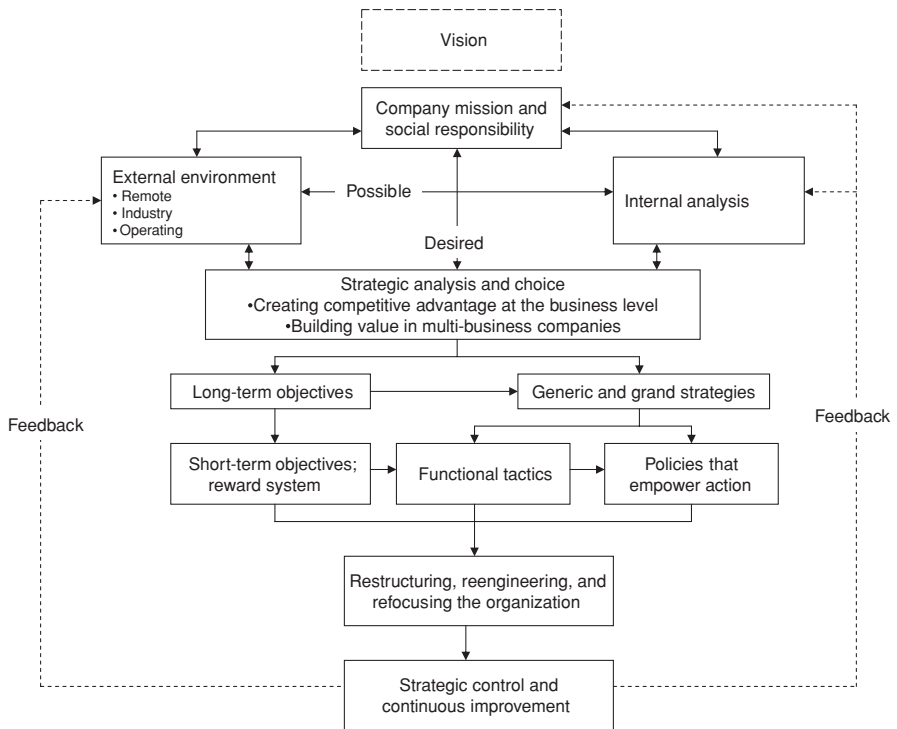 Vision
Company mission and
social responsibility
External environment
• Remote
• Industry
• Operating
Possible
Internal analysis
Desired
Strategic analysis and choice
•Creating competitive advantage at the business level
•Building value in multi-business companies
Long-term objectives
Generic and grand strategies
Feedback
Feedback
Short-term objectives;
reward system
Functional tactics
Policies that
empower action
Restructuring, reengineering, and
refocusing the organization
Strategic control and
continuous improvement